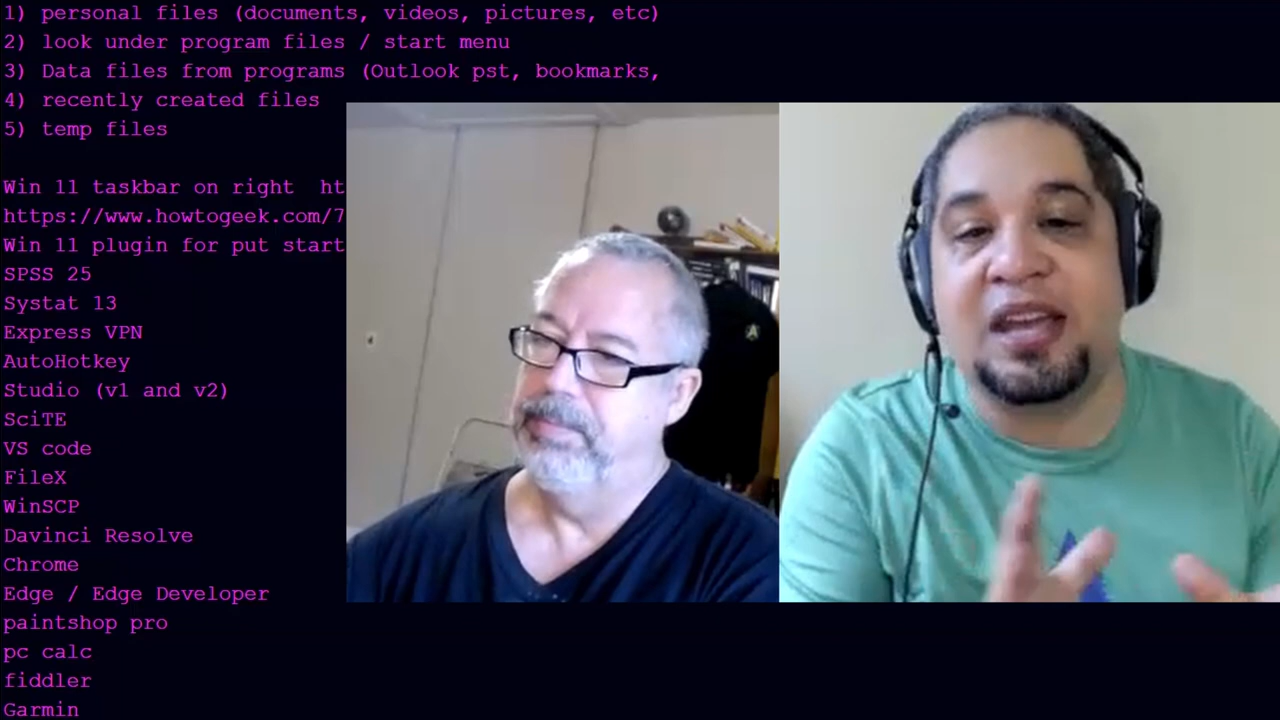 1) personal files (documents, videos, pictures, etc)
2) look under program files / start menu
3) Data files from programs (Outlook pst, bookmarks,
4) recently created files
5) temp files
Win 11 taskbar on right  ht
https://www.howtogeek.com/7
Win 11 plugin for put start
SPSS 25
Systat 13
Express VPN
AutoHotkey
Studio (v1 and v2)
SciTE
VS code
FileX
WinSCP
Davinci Resolve
Chrome
Edge / Edge Developer
paintshop pro
pc calc
fiddler
Garmin